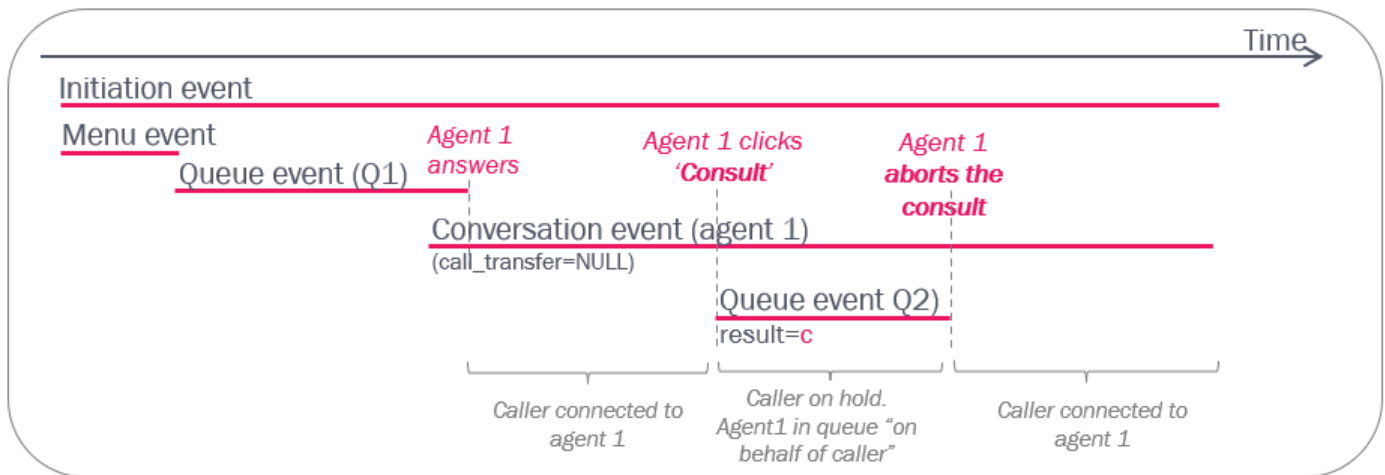 Time
Initiation event
Menu event
Agent 1
answers
Agent 1 clicks
‘Consult’
Agent 1
aborts the
consult
Queue event (Q1)
Conversation event (agent 1)
(call_transfer=NULL)
Queue event Q2)
result=c
Caller connected to
agent 1
Caller on hold.
Agent1 in queue “on
behalf of caller”
Caller connected to
agent 1